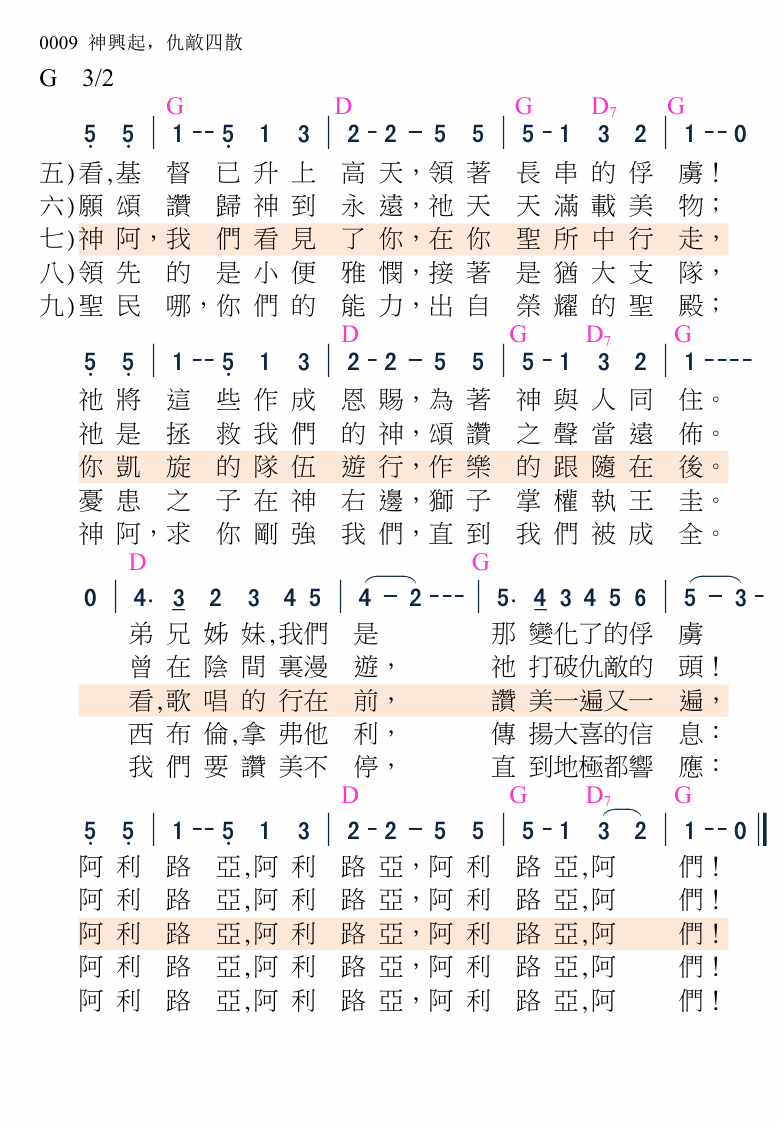 0009 神興起，仇敵四散
G 3/2
G D G D7 G
5̣ 5̣ | 1 -- 5̣ 1 3 | 2 - 2 — 5 5 | 5 - 1 3 2 | 1 -- 0
五)看,基 督 已 升 上 高 天，領 著 長 串 的 俘 虜！
六)願 頌 讚 歸 神 到 永 遠，祂 天 天 滿 載 美 物；
七)神 阿，我 們 看 見 了 你，在 你 聖 所 中 行 走，
八)領 先 的 是 小 便 雅 憫，接 著 是 猶 大 支 隊，
九)聖 民 哪，你 們 的 能 力，出 自 榮 耀 的 聖 殿；
D G D7 G
5̣ 5̣ | 1 -- 5̣ 1 3 | 2 - 2 — 5 5 | 5 - 1 3 2 | 1 ----
祂 將 這 些 作 成 恩 賜，為 著 神 與 人 同 住。
祂 是 拯 救 我 們 的 神，頌 讚 之 聲 當 遠 佈。
你 凱 旋 的 隊 伍 遊 行，作 樂 的 跟 隨 在 後。
憂 患 之 子 在 神 右 邊，獅 子 掌 權 執 王 圭。
神 阿，求 你 剛 強 我 們，直 到 我 們 被 成 全。
D G
0 | 4. 3 2 3 4 5 | 4 — 2 --- | 5. 4 3 4 5 6 | 5 — 3 -
弟 兄 姊 妹,我們 是 那 變化了的俘 虜
曾 在 陰 間 裏漫 遊， 祂 打破仇敵的 頭！
看,歌 唱 的 行在 前， 讚 美一遍又一 遍，
西 布 倫,拿 弗他 利， 傳 揚大喜的信 息：
我 們 要 讚 美不 停， 直 到地極都響 應：
D G D7 G
5̣ 5̣ | 1 -- 5̣ 1 3 | 2 - 2 — 5 5 | 5 - 1 3 2 | 1 -- 0 ||
阿 利 路 亞,阿 利 路 亞，阿 利 路 亞,阿 們！
阿 利 路 亞,阿 利 路 亞，阿 利 路 亞,阿 們！
阿 利 路 亞,阿 利 路 亞，阿 利 路 亞,阿 們！
阿 利 路 亞,阿 利 路 亞，阿 利 路 亞,阿 們！
阿 利 路 亞,阿 利 路 亞，阿 利 路 亞,阿 們！